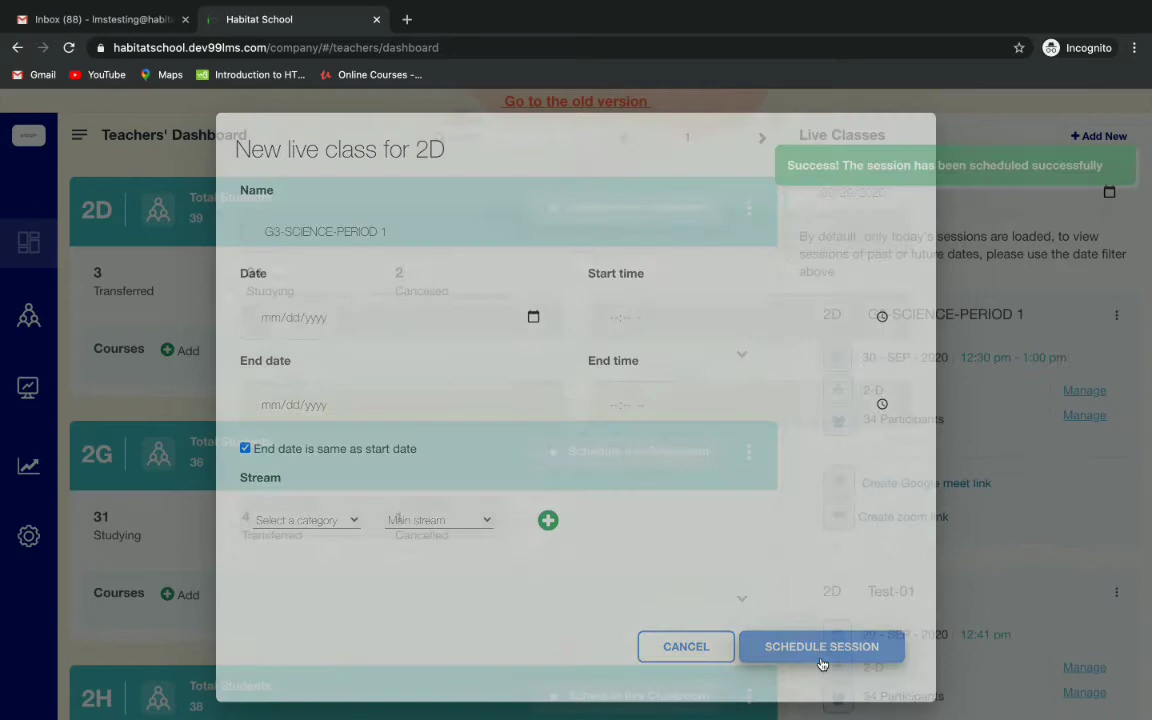 Inbox (88) - lmstesting@habit
Habitat School
habitatschool.dev99lms.com/company/#/teachers/dashboard
Incognito
Gmail
YouTube
Maps
Introduction to HT...
Online Courses -...
Go to the old version
Teachers' Dashboard
1
Live Classes
+ Add New
New live class for 2D
Success! The session has been scheduled successfully
Name
2D
Total Students
39
G3-SCIENCE-PERIOD 1
09/29/2020
By default, only today's sessions are loaded, to view
sessions of past or future dates, please use the date filter
above
3
Transferred
Date
Start time
Studying
2
Cancelled
mm/dd/yyyy
--:-- --
2D
G3-SCIENCE-PERIOD 1
Courses
Add
End date
End time
30 - SEP - 2020
12:30 pm - 1:00 pm
2-D
Manage
mm/dd/yyyy
--:-- --
34 Participants
Manage
2G
Total Students
36
End date is same as start date
Schedule live Classroom
Stream
Create Google meet link
Create zoom link
31
Studying
4
Transferred
Select a category
Main stream
Cancelled
Courses
Add
2D
Test-01
CANCEL
SCHEDULE SESSION
29 - SEP - 2020
12:41 pm
2-D
Manage
34 Participants
Manage
2H
Total Students
38
Schedule live Classroom